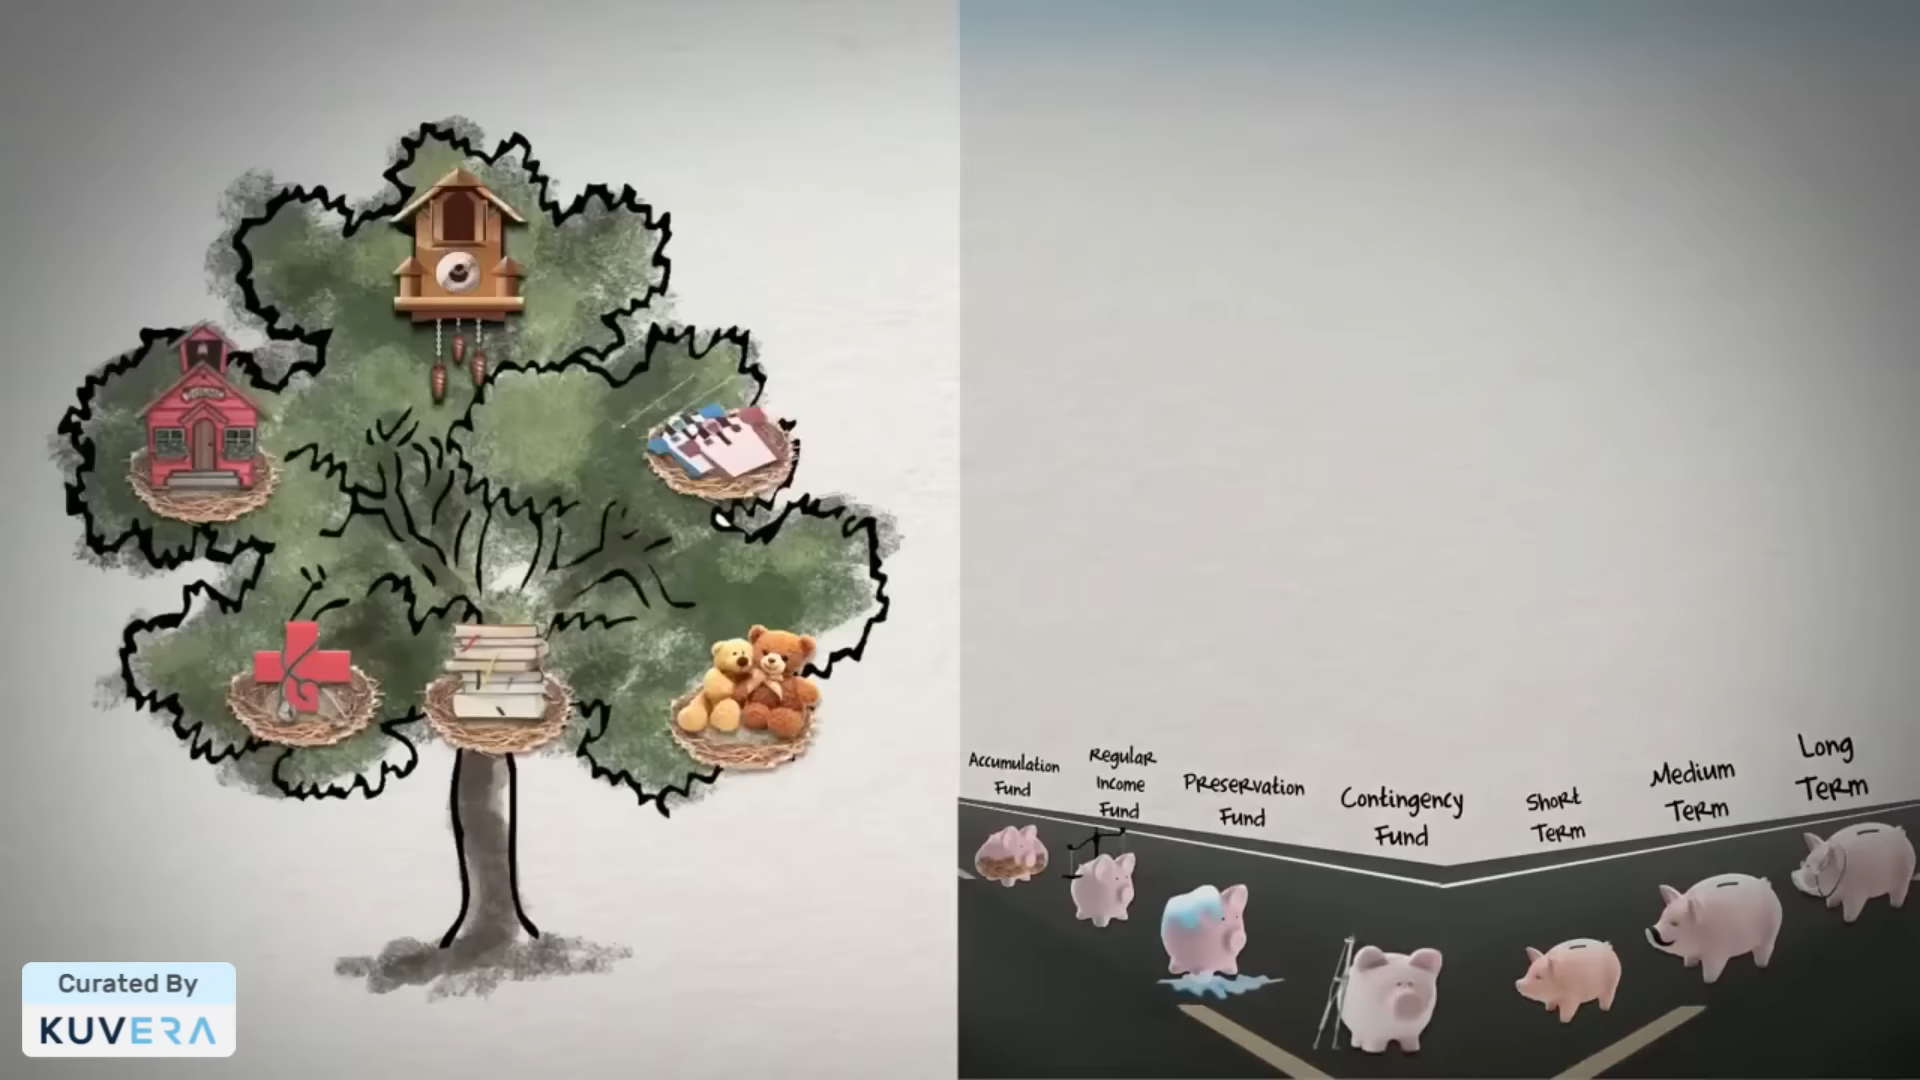 Accumulation
Fund
Regular
Income
Fund
Preservation
Fund
Contingency
Fund
Short
Term
Medium
Term
Long
Term
Curated By
KUVERA